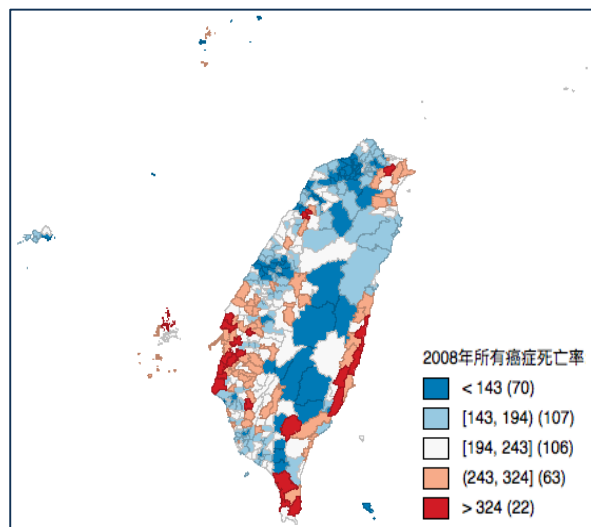 2008年所有癌症死亡率
< 143 (70)
[143, 194) (107)
[194, 243] (106)
(243, 324] (63)
> 324 (22)